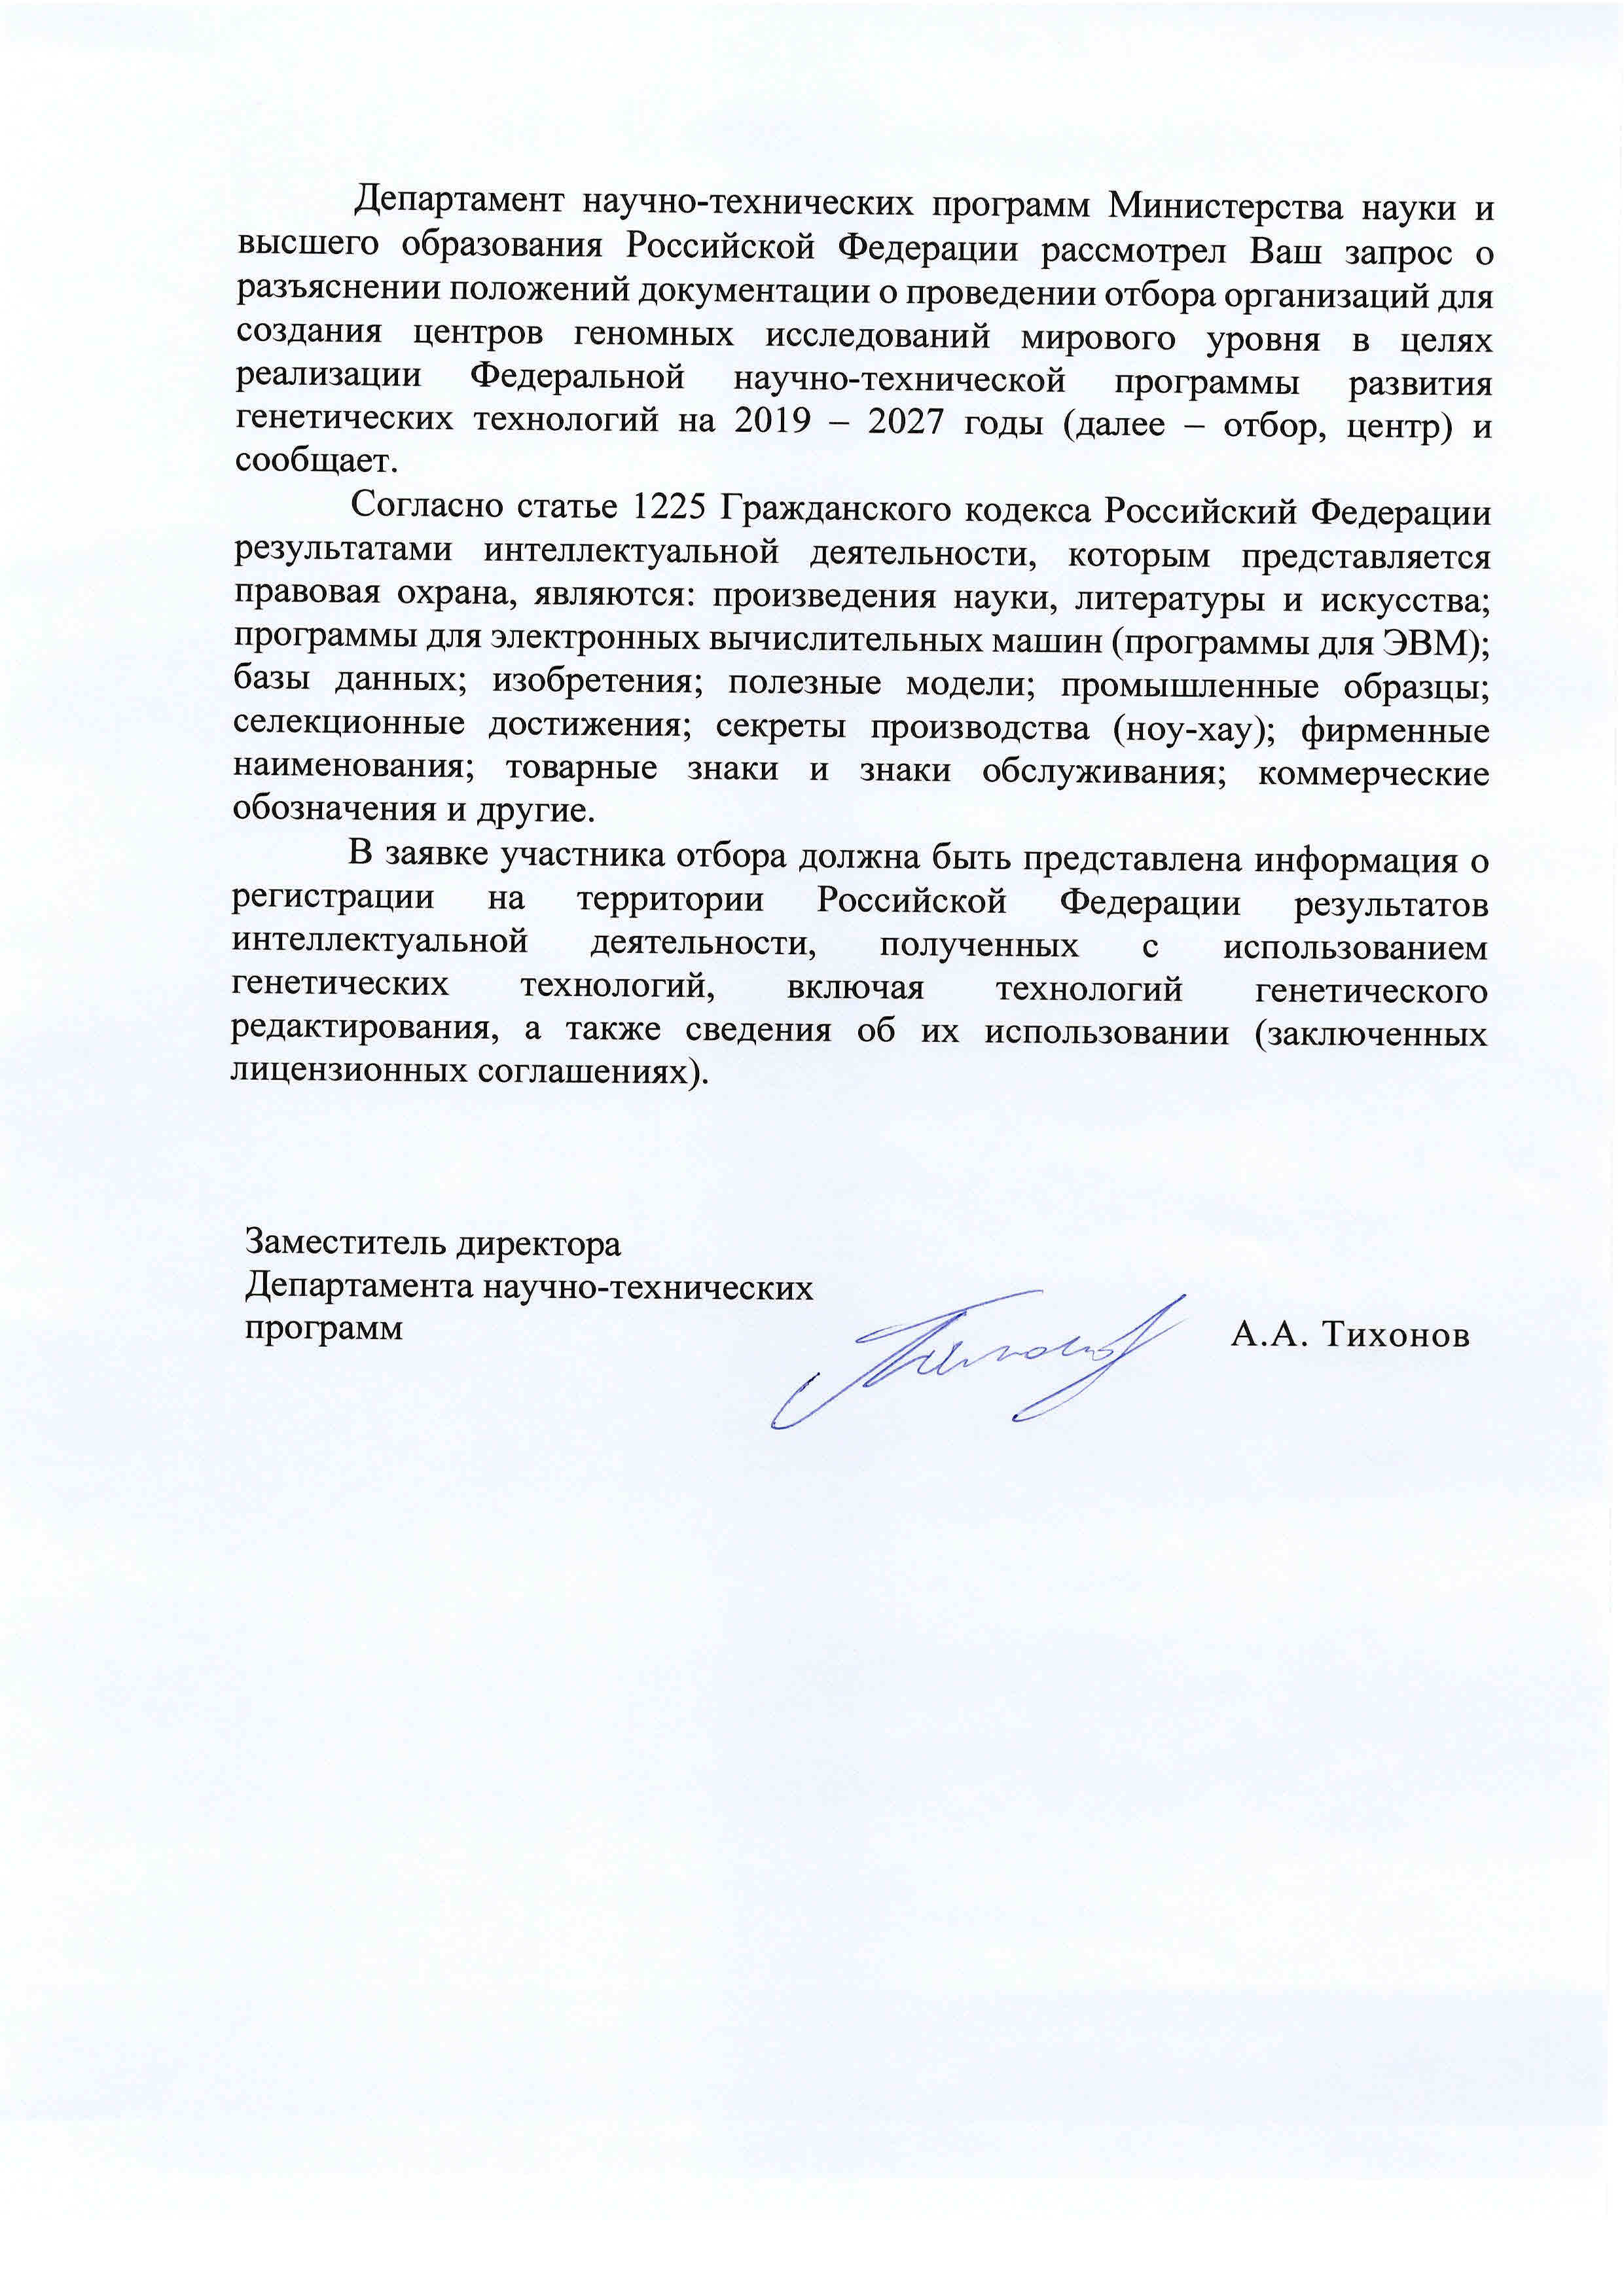 Департамент научно-технических программ Министерства науки и
высшего образования Российской Федерации рассмотрел Ваш запрос о
разъяснении положений документации о проведении отбора организаций для
создания центров геномных исследований мирового уровня в целях
реализации Федеральной научно-технической программы развития
генетических технологий на 2019 – 2027 годы (далее – отбор, центр) и
сообщает.
Согласно статье 1225 Гражданского кодекса Российский Федерации
результатами интеллектуальной деятельности, которым представляется
правовая охрана, являются: произведения науки, литературы и искусства;
программы для электронных вычислительных машин (программы для ЭВМ);
базы данных; изобретения; полезные модели; промышленные образцы;
селекционные достижения; секреты производства (ноу-хау); фирменные
наименования; товарные знаки и знаки обслуживания; коммерческие
обозначения и другие.
В заявке участника отбора должна быть представлена информация о
регистрации на территории Российской Федерации результатов
интеллектуальной деятельности, полученных с использованием
генетических технологий, включая технологий генетического
редактирования, а также сведения об их использовании (заключенных
лицензионных соглашениях).
Заместитель директора
Департамента научно-технических
программ
А.А. Тихонов